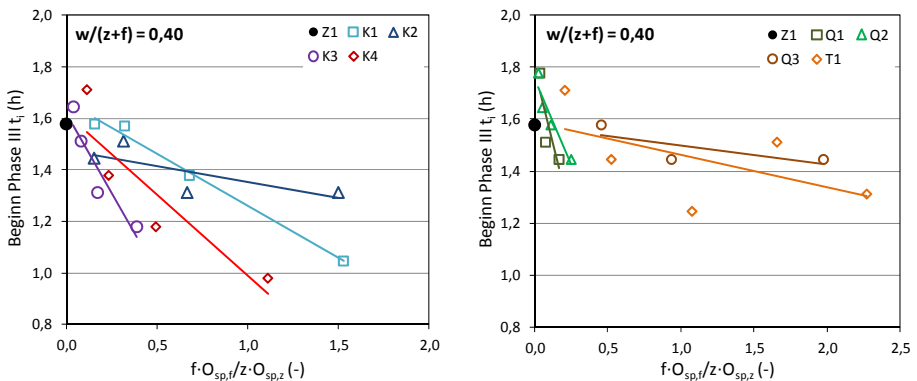 w/(z+f) = 0,40
Z1 K1 K2
K3 K4
Beginn Phase III tᵢ (h)
2,0
1,8
1,6
1,4
1,2
1,0
0,8
0,0 0,5 1,0 1,5 2,0
f·Oₛₚ,f/z·Oₛₚ,z (-)
w/(z+f) = 0,40
Z1 Q1 Q2
Q3 T1
Beginn Phase III tᵢ (h)
2,0
1,8
1,6
1,4
1,2
1,0
0,8
0,0 0,5 1,0 1,5 2,0 2,5
f·Oₛₚ,f/z·Oₛₚ,z (-)